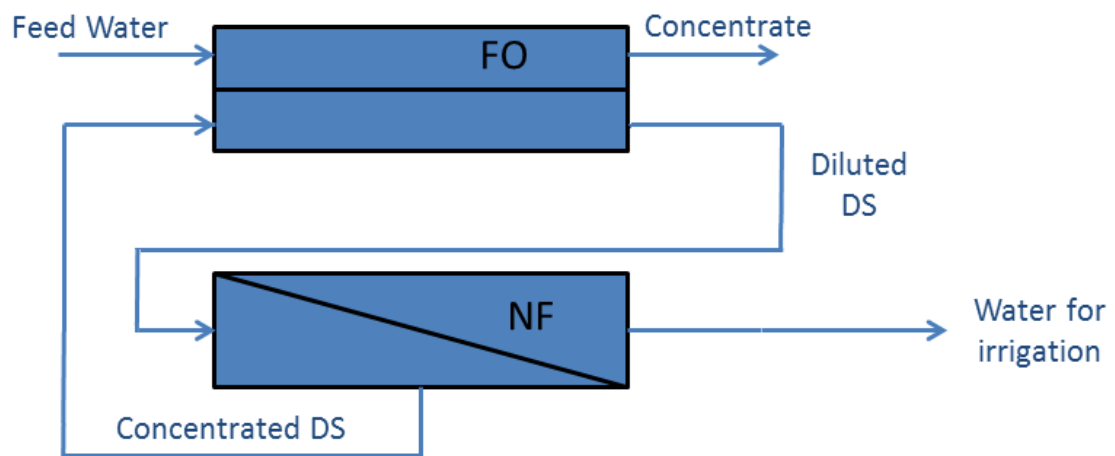 Feed Water
Concentrate
FO
Diluted
DS
NF
Water for
irrigation
Concentrated DS